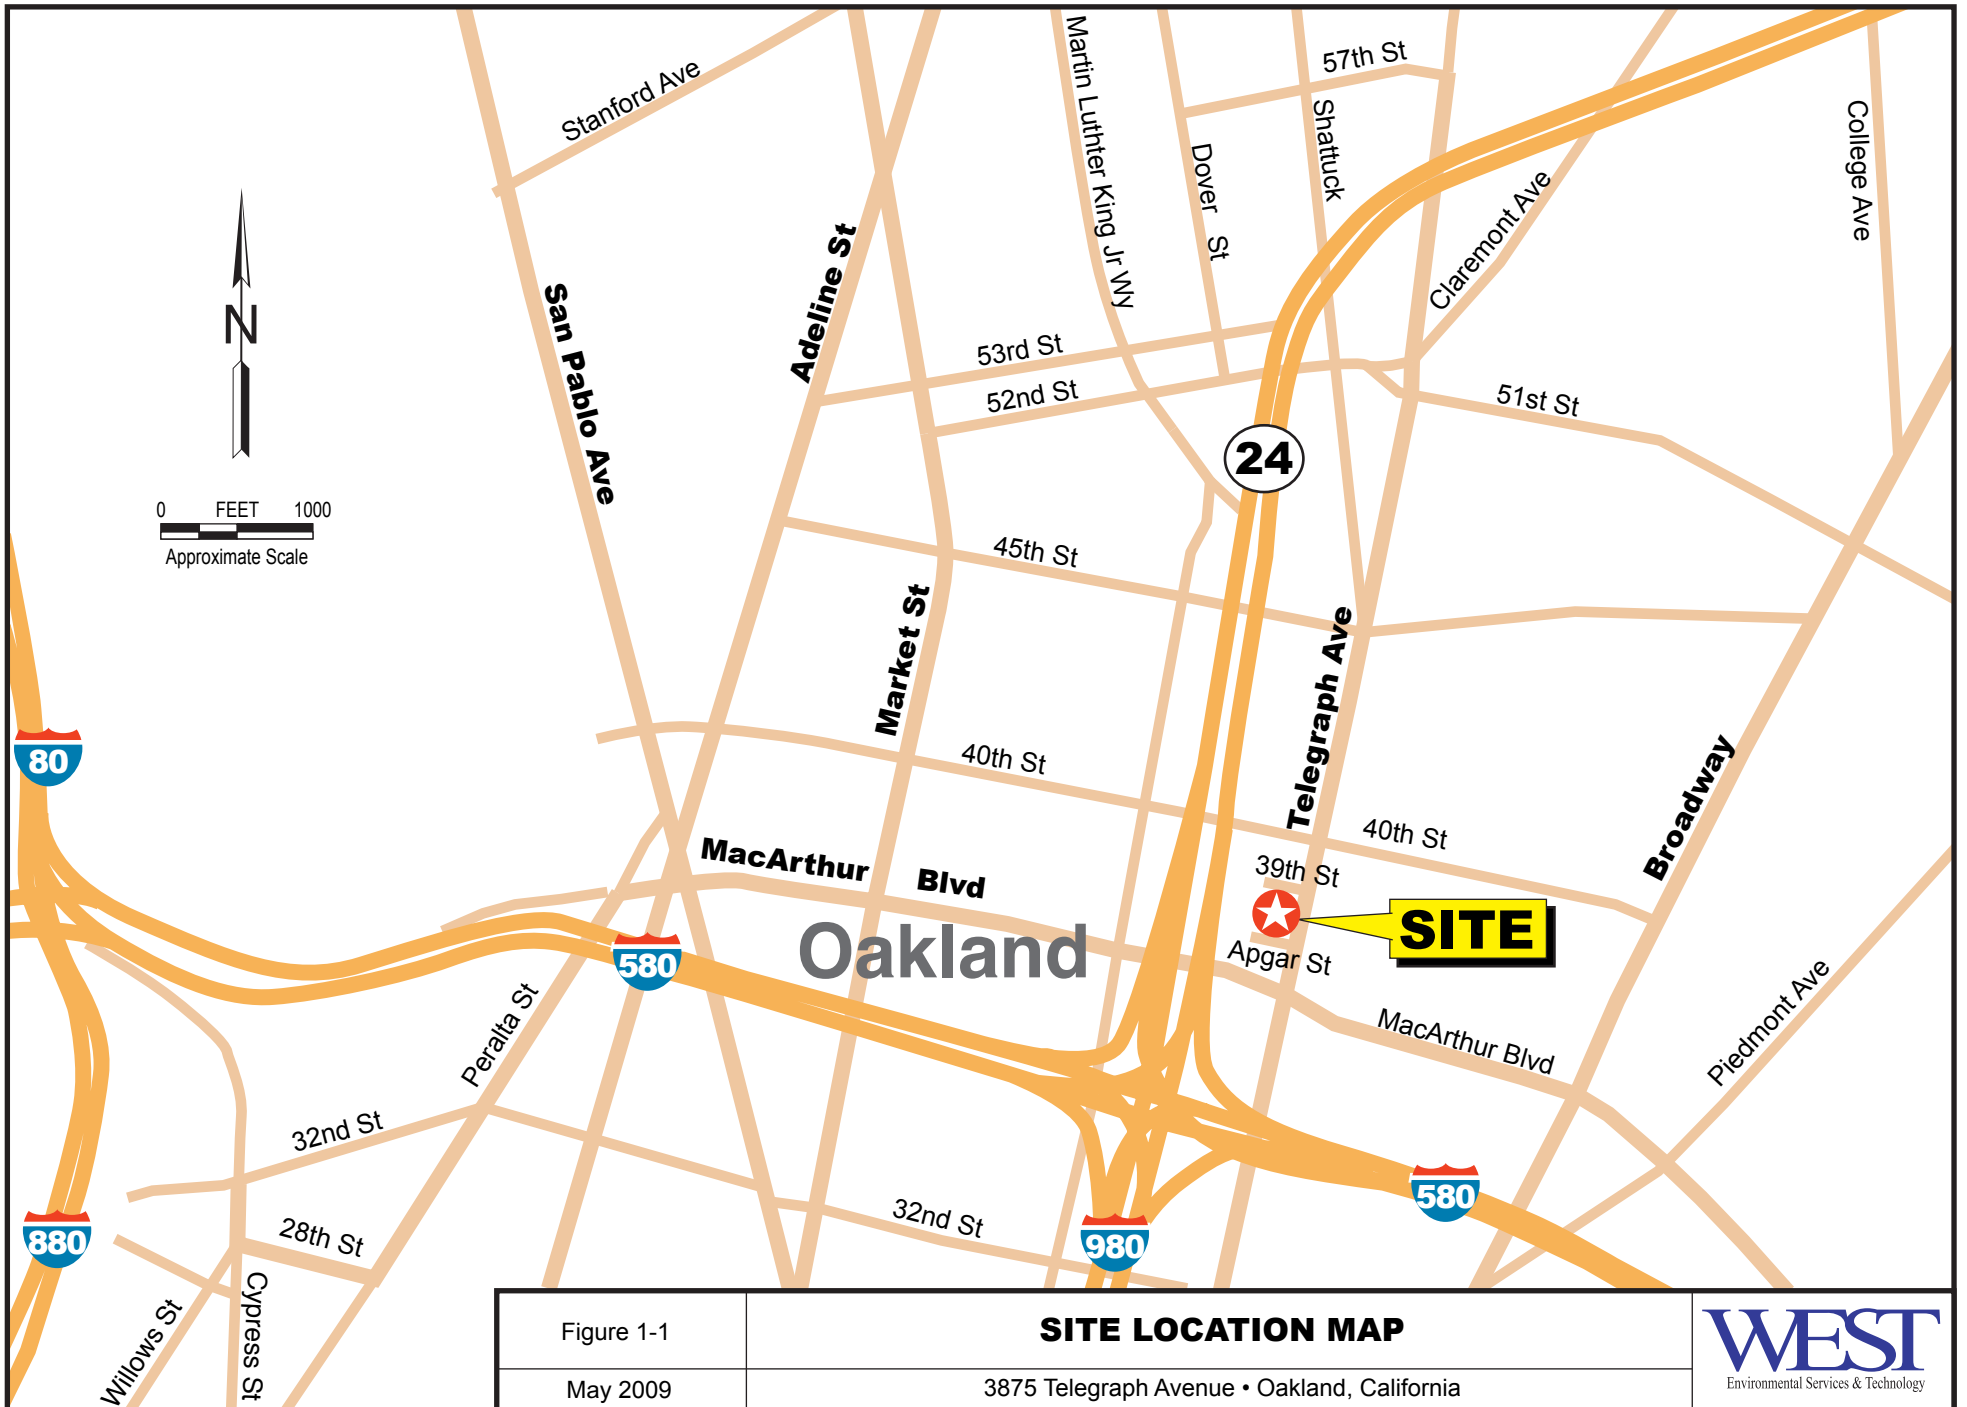 Stanford Ave
Martin Luthter King Jr Wy
57th St
Shattuck
Dover St
College Ave
Claremont Ave
N
San Pablo Ave
Adeline St
53rd St
52nd St
51st St
24
0 FEET 1000
Approximate Scale
45th St
Market St
Telegraph Ave
80
40th St
Broadway
40th St
MacArthur Blvd
39th St
SITE
Oakland
Apgar St
580
Peralta St
MacArthur Blvd
Piedmont Ave
32nd St
580
32nd St
880
28th St
980
Willows St
Cypress St
Figure 1-1
SITE LOCATION MAP
May 2009
3875 Telegraph Avenue • Oakland, California
WEST
Environmental Services & Technology